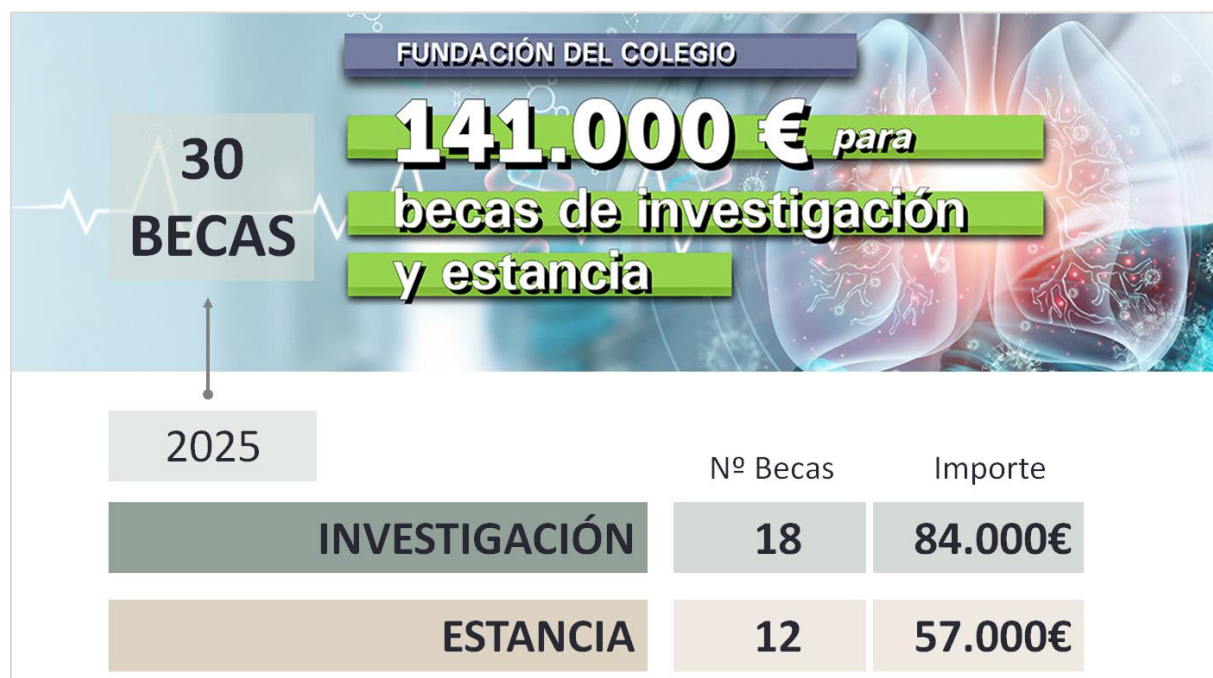 FUNDACIÓN DEL COLEGIO
141.000 € para
becas de investigación
y estancia
30
BECAS
2025
Nº Becas Importe
INVESTIGACIÓN 18 84.000€
ESTANCIA 12 57.000€